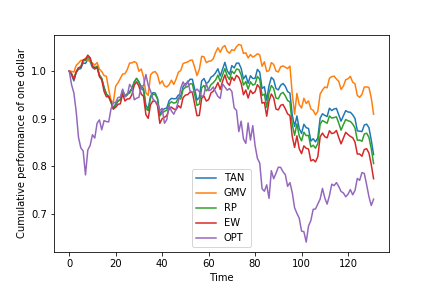 Cumulative performance of one dollar
1.0
0.9
0.8
0.7
TAN
GMV
RP
EW
OPT
0 20 40 60 80 100 120
Time